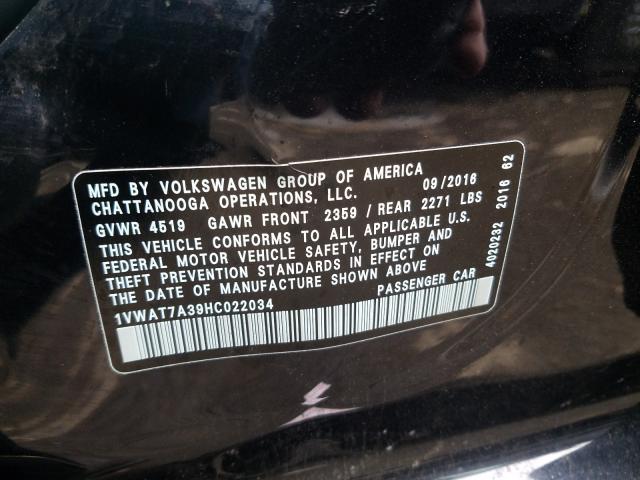 MFD BY VOLKSWAGEN GROUP OF AMERICA
CHATTANOOGA OPERATIONS, LLC. 09/2016
GVWR 4519 GAWR FRONT 2359 / REAR 2271 LBS
THIS VEHICLE CONFORMS TO ALL APPLICABLE U.S.
FEDERAL MOTOR VEHICLE SAFETY, BUMPER AND
THEFT PREVENTION STANDARDS IN EFFECT ON
THE DATE OF MANUFACTURE SHOWN ABOVE
1VWAT7A39HC022034 PASSENGER CAR
4020232 2016 62